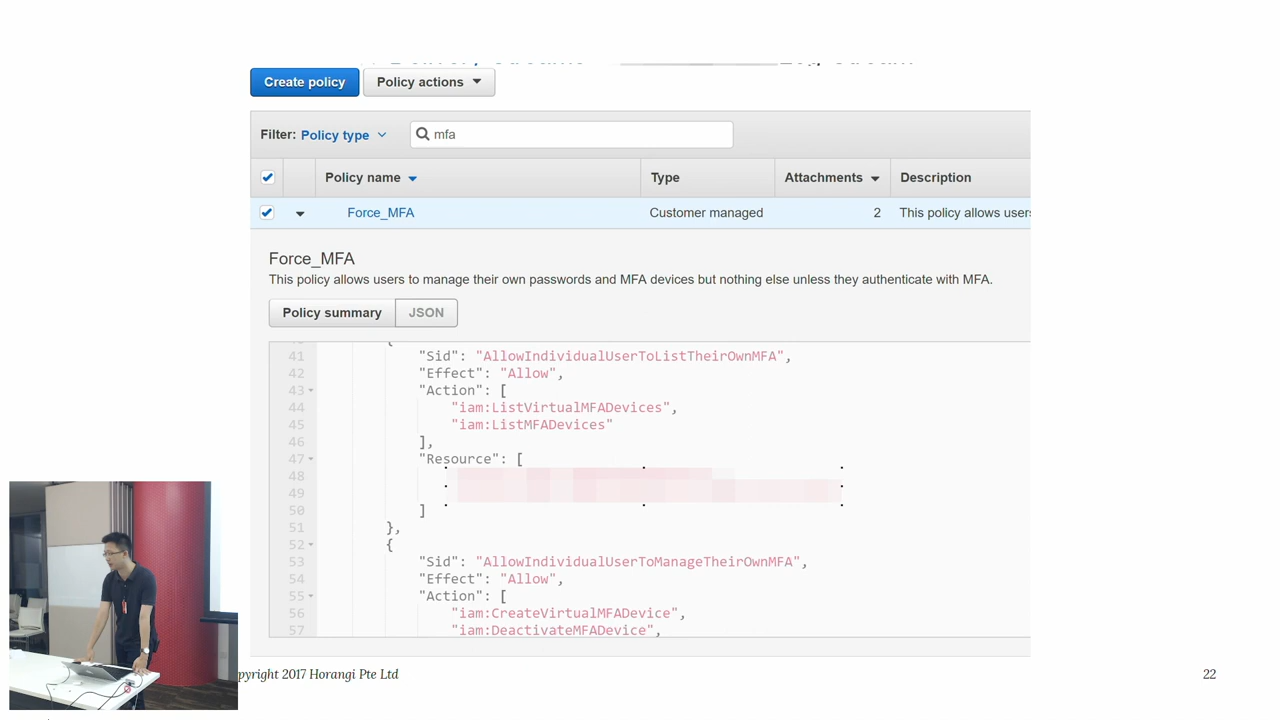 Create policy
Policy actions
Filter: Policy type
mfa
Policy name
Type
Attachments
Description
Force_MFA
Customer managed
2
This policy allows users
Force_MFA
This policy allows users to manage their own passwords and MFA devices but nothing else unless they authenticate with MFA.
Policy summary
JSON
41 "Sid": "AllowIndividualUserToListTheirOwnMFA",
42 "Effect": "Allow",
43 "Action": [
44 "iam:ListVirtualMFADevices",
45 "iam:ListMFADevices"
46 ],
47 "Resource": [
48
49
50 ]
51 },
52 {
53 "Sid": "AllowIndividualUserToManageTheirOwnMFA",
54 "Effect": "Allow",
55 "Action": [
56 "iam:CreateVirtualMFADevice",
57 "iam:DeactivateMFADevice",
pyright 2017 Horangi Pte Ltd
22